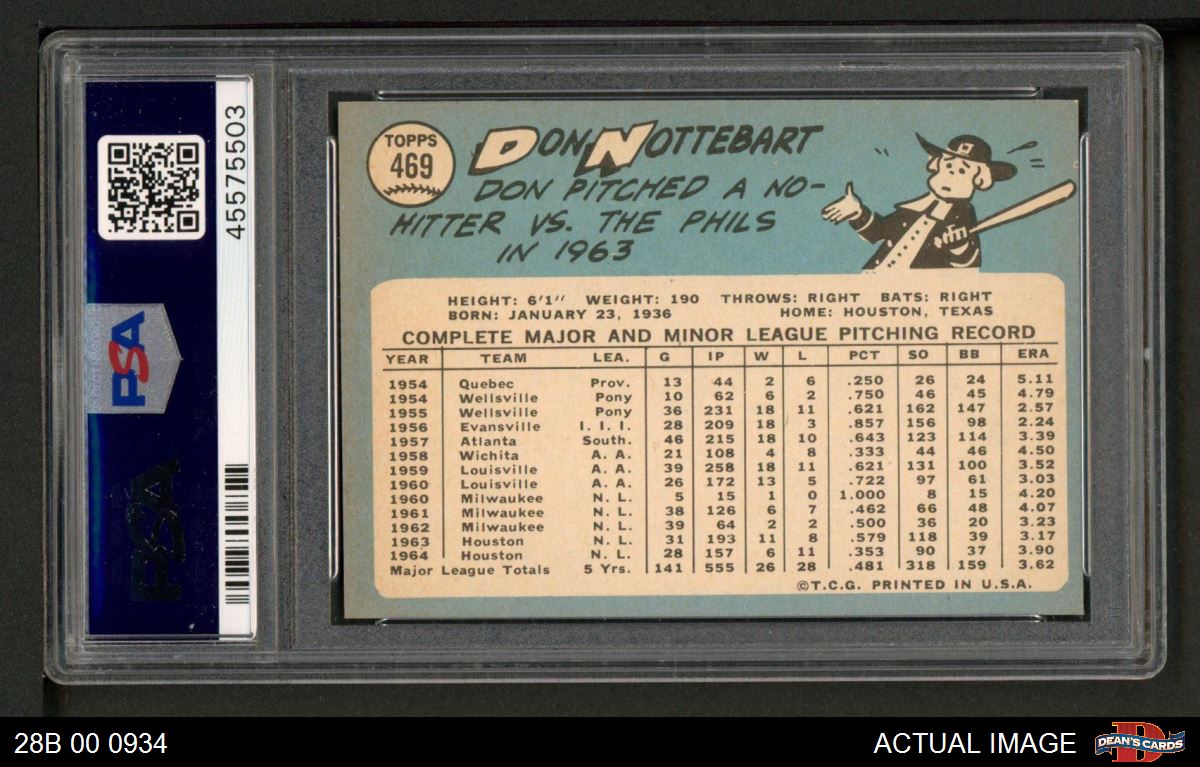 45575503
PSA
PSA
TOPPS
469
DON NOTTEBART
DON PITCHED A NO-
HITTER VS. THE PHILS
IN 1963
HEIGHT: 6'1" WEIGHT: 190 THROWS: RIGHT BATS: RIGHT
BORN: JANUARY 23, 1936 HOME: HOUSTON, TEXAS
COMPLETE MAJOR AND MINOR LEAGUE PITCHING RECORD
YEAR TEAM LEA. G IP W L PCT SO BB ERA
1954 Quebec Prov. 13 44 2 6 .250 26 24 5.11
1954 Wellsville Pony 10 62 6 2 .750 46 45 4.79
1955 Wellsville Pony 36 231 18 11 .621 162 147 2.57
1956 Evansville I. I. I. 28 209 18 3 .857 156 98 2.24
1957 Atlanta South. 46 215 18 10 .643 123 114 3.39
1958 Wichita A. A. 21 108 4 8 .333 44 46 4.50
1959 Louisville A. A. 39 258 18 11 .621 131 100 3.52
1960 Louisville A. A. 26 172 13 5 .722 97 61 3.03
1960 Milwaukee N. L. 5 15 1 0 1.000 8 15 4.20
1961 Milwaukee N. L. 38 126 6 7 .462 66 48 4.07
1962 Milwaukee N. L. 39 64 2 2 .500 36 20 3.23
1963 Houston N. L. 31 193 11 8 .579 118 39 3.17
1964 Houston N. L. 28 157 6 11 .353 90 37 3.90
Major League Totals 5 Yrs. 141 555 26 28 .481 318 159 3.62
©T.C.G. PRINTED IN U.S.A.
28B 00 0934
ACTUAL IMAGE
D
DEAN'S CARDS